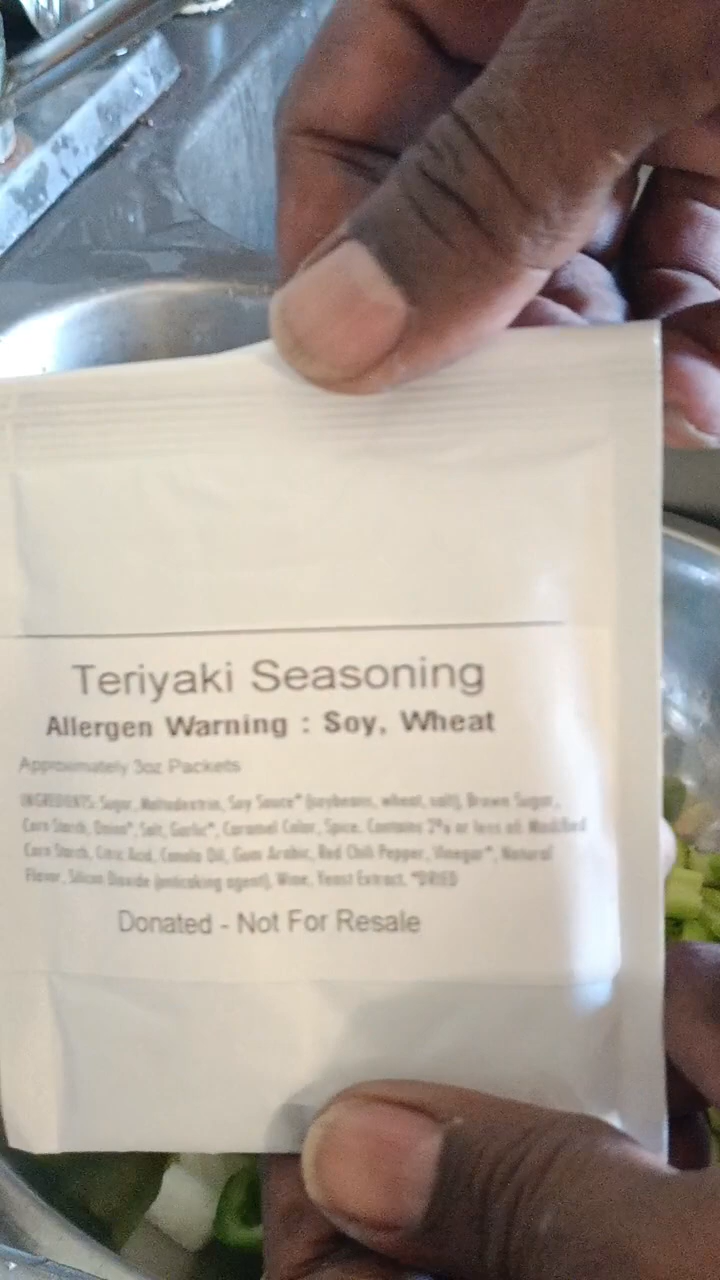 Teriyaki Seasoning
Allergen Warning : Soy, Wheat
Approximately 3oz Packets
INGREDIENTS: Sugar, Maltodextrin, Soy Sauce* (soybeans, wheat, salt), Brown Sugar,
Corn Starch, Onion*, Salt, Garlic*, Caramel Color, Spice. Contains 2% or less of: Modified
Corn Starch, Citric Acid, Canola Oil, Gum Arabic, Red Chili Pepper, Vinegar*, Natural
Flavor, Silicon Dioxide (anticaking agent), Wine, Yeast Extract. *DRIED
Donated - Not For Resale